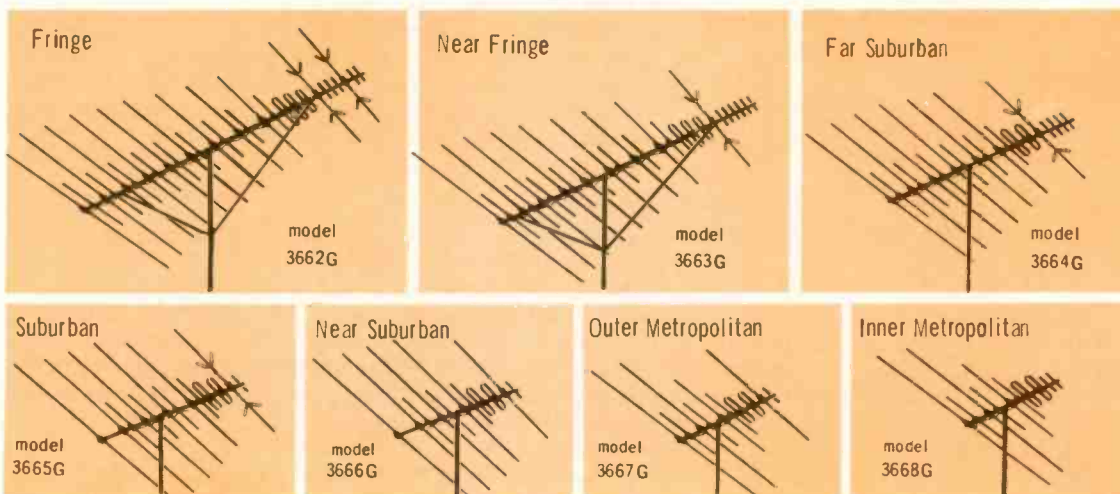 Fringe
model
3662G
Near Fringe
model
3663G
Far Suburban
model
3664G
Suburban
model
3665G
Near Suburban
model
3666G
Outer Metropolitan
model
3667G
Inner Metropolitan
model
3668G